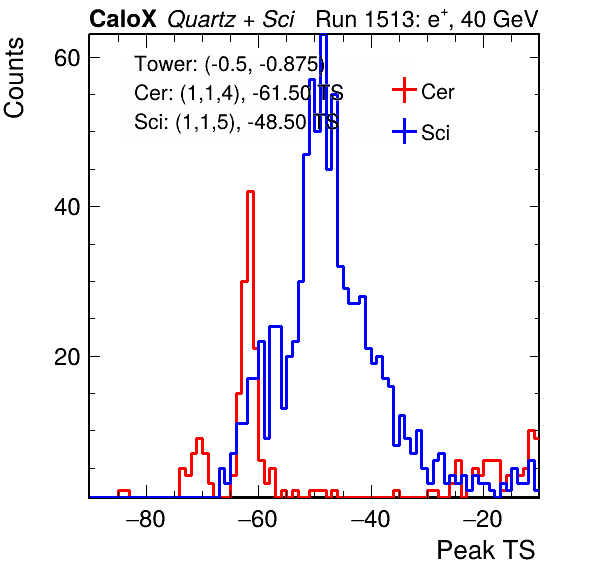 CaloX Quartz + Sci Run 1513: e+, 40 GeV
Counts
Tower: (-0.5, -0.875)
Cer: (1,1,4), -61.50 TS
Sci: (1,1,5), -48.50 TS
Cer
Sci
60
40
20
−80 −60 −40 −20
Peak TS